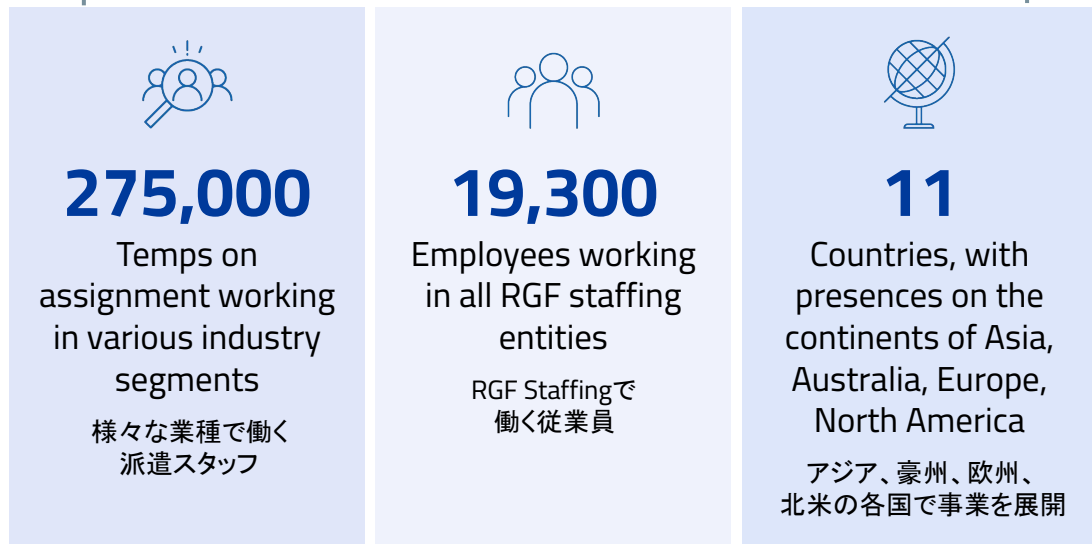 275,000
Temps on
assignment working
in various industry
segments
様々な業種で働く
派遣スタッフ
19,300
Employees working
in all RGF staffing
entities
RGF Staffingで
働く従業員
11
Countries, with
presences on the
continents of Asia,
Australia, Europe,
North America
アジア、豪州、欧州、
北米の各国で事業を展開